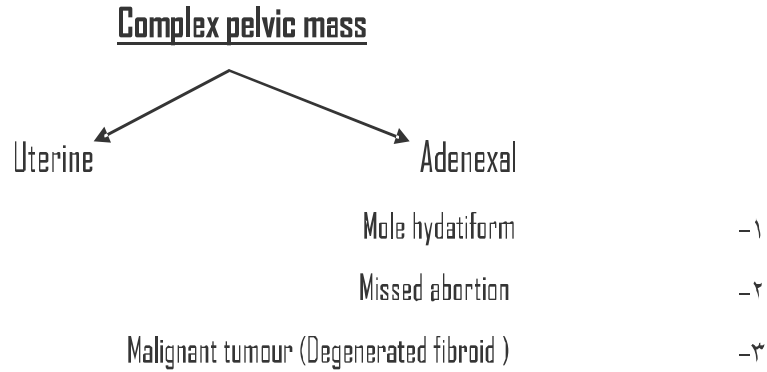 Complex pelvic mass
Uterine Adenexal
Mole hydatiform -١
Missed abortion -٢
Malignant tumour (Degenerated fibroid ) -٣